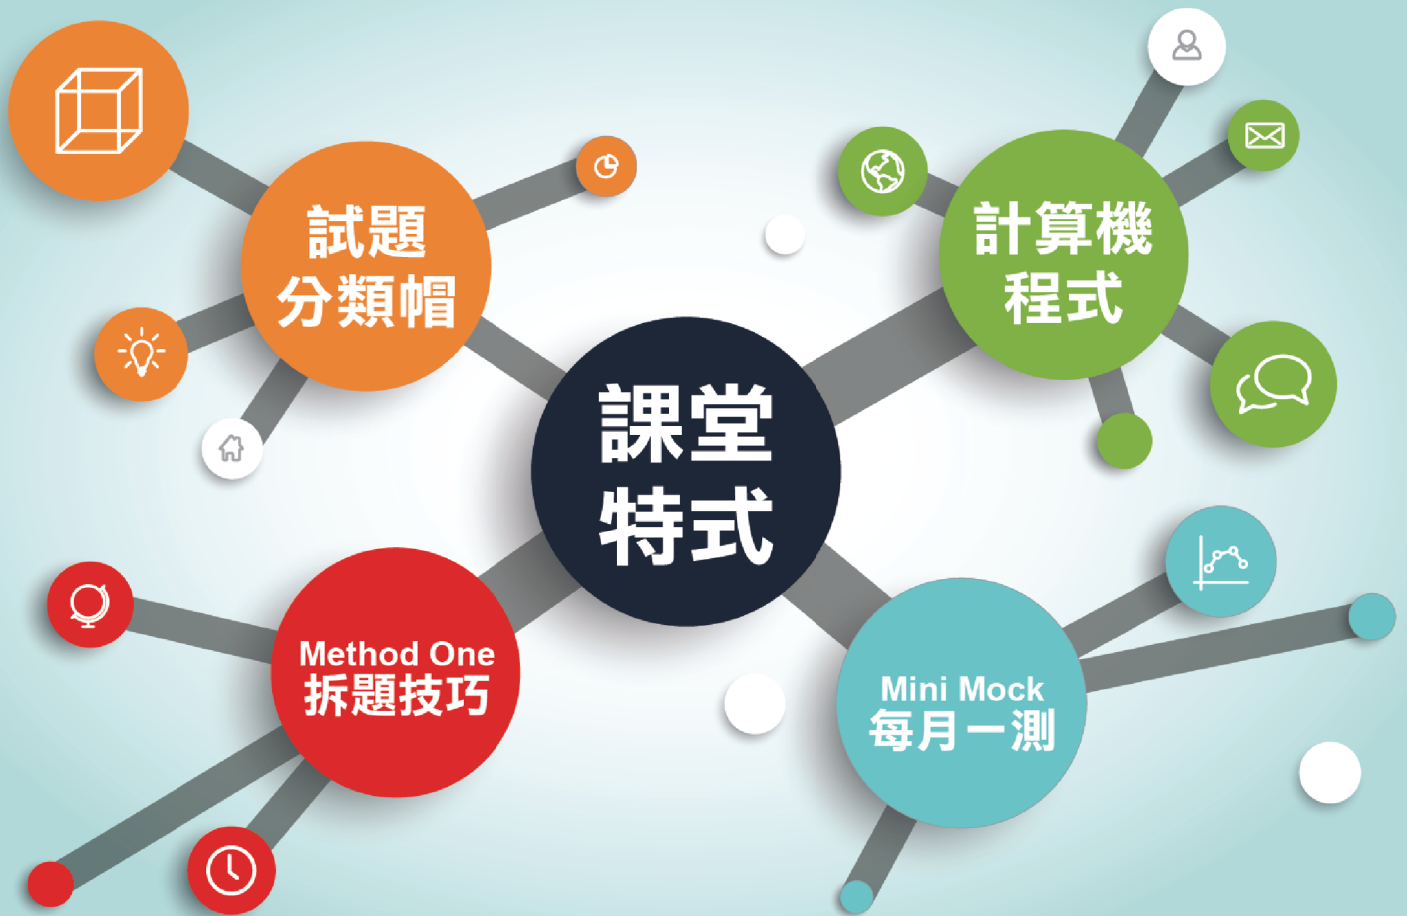 試題
分類帽
計算機
程式
課堂
特式
Method One
拆題技巧
Mini Mock
每月一測